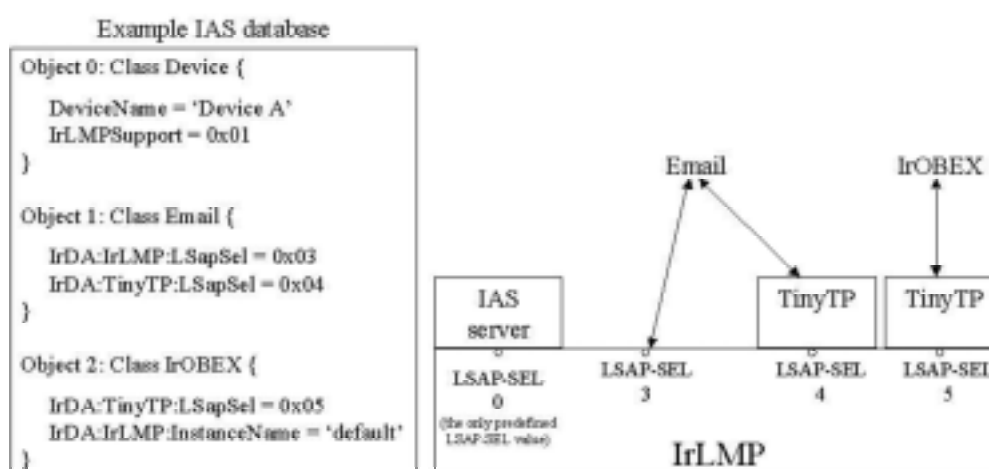 Example IAS database
Object 0: Class Device {
DeviceName = ‘Device A’
IrLMPSupport = 0x01
}
Object 1: Class Email {
IrDA:IrLMP:LSapSel = 0x03
IrDA:TinyTP:LSapSel = 0x04
}
Object 2: Class IrOBEX {
IrDA:TinyTP:LSapSel = 0x05
IrDA:IrLMP:InstanceName = ‘default’
}
Email
IrOBEX
IAS
server
TinyTP
TinyTP
LSAP-SEL
0
(the only predefined
LSAP-SEL value)
LSAP-SEL
3
LSAP-SEL
4
LSAP-SEL
5
IrLMP